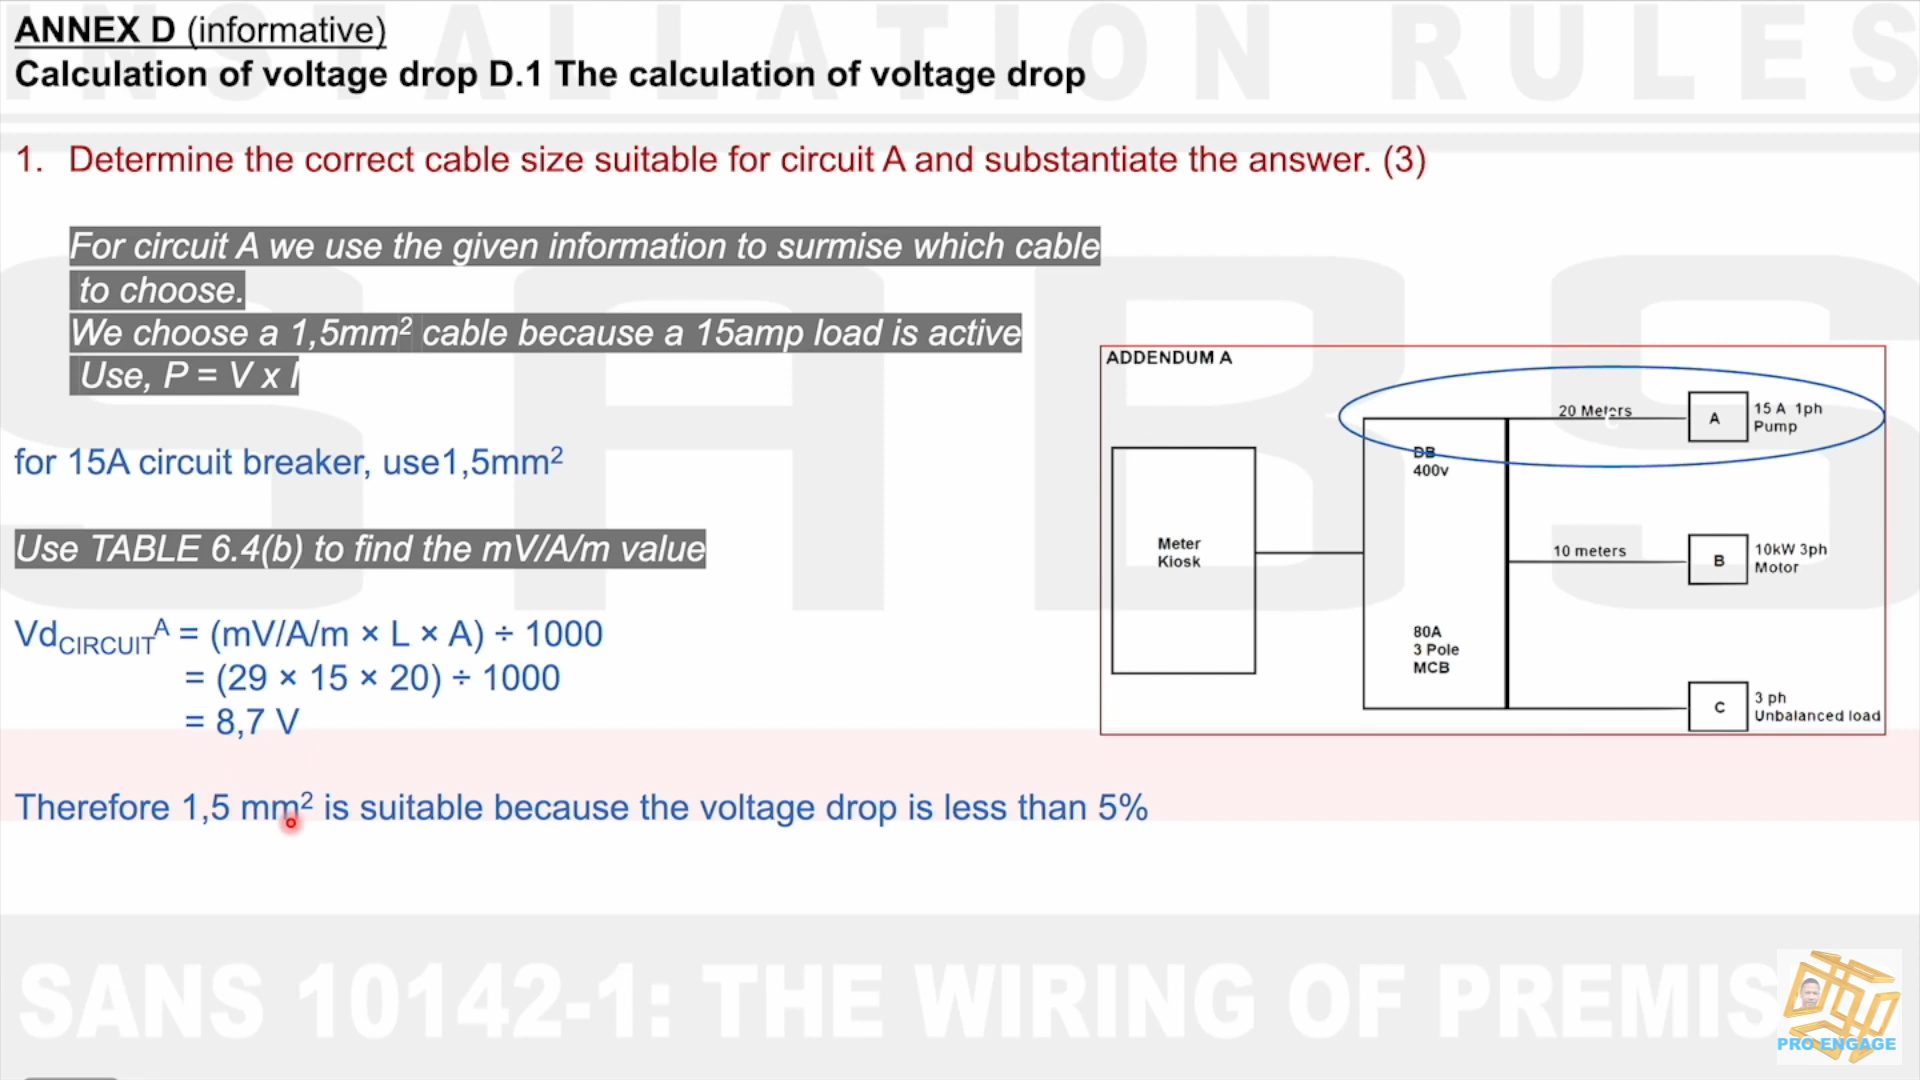 INSTALLATION RULES
ANNEX D (informative)
Calculation of voltage drop D.1 The calculation of voltage drop
1. Determine the correct cable size suitable for circuit A and substantiate the answer. (3)
SABS
For circuit A we use the given information to surmise which cable
to choose.
We choose a 1,5mm² cable because a 15amp load is active
Use, P = V x I
for 15A circuit breaker, use1,5mm²
Use TABLE 6.4(b) to find the mV/A/m value
Vd_CIRCUIT^A = (mV/A/m × L × A) ÷ 1000
= (29 × 15 × 20) ÷ 1000
= 8,7 V
Therefore 1,5 mm² is suitable because the voltage drop is less than 5%
ADDENDUM A
20 Meters
A
15 A 1ph
Pump
DB
400v
Meter
Kiosk
10 meters
B
10kW 3ph
Motor
80A
3 Pole
MCB
C
3 ph
Unbalanced load
SANS 10142-1: THE WIRING OF PREMIS
PRO ENGAGE